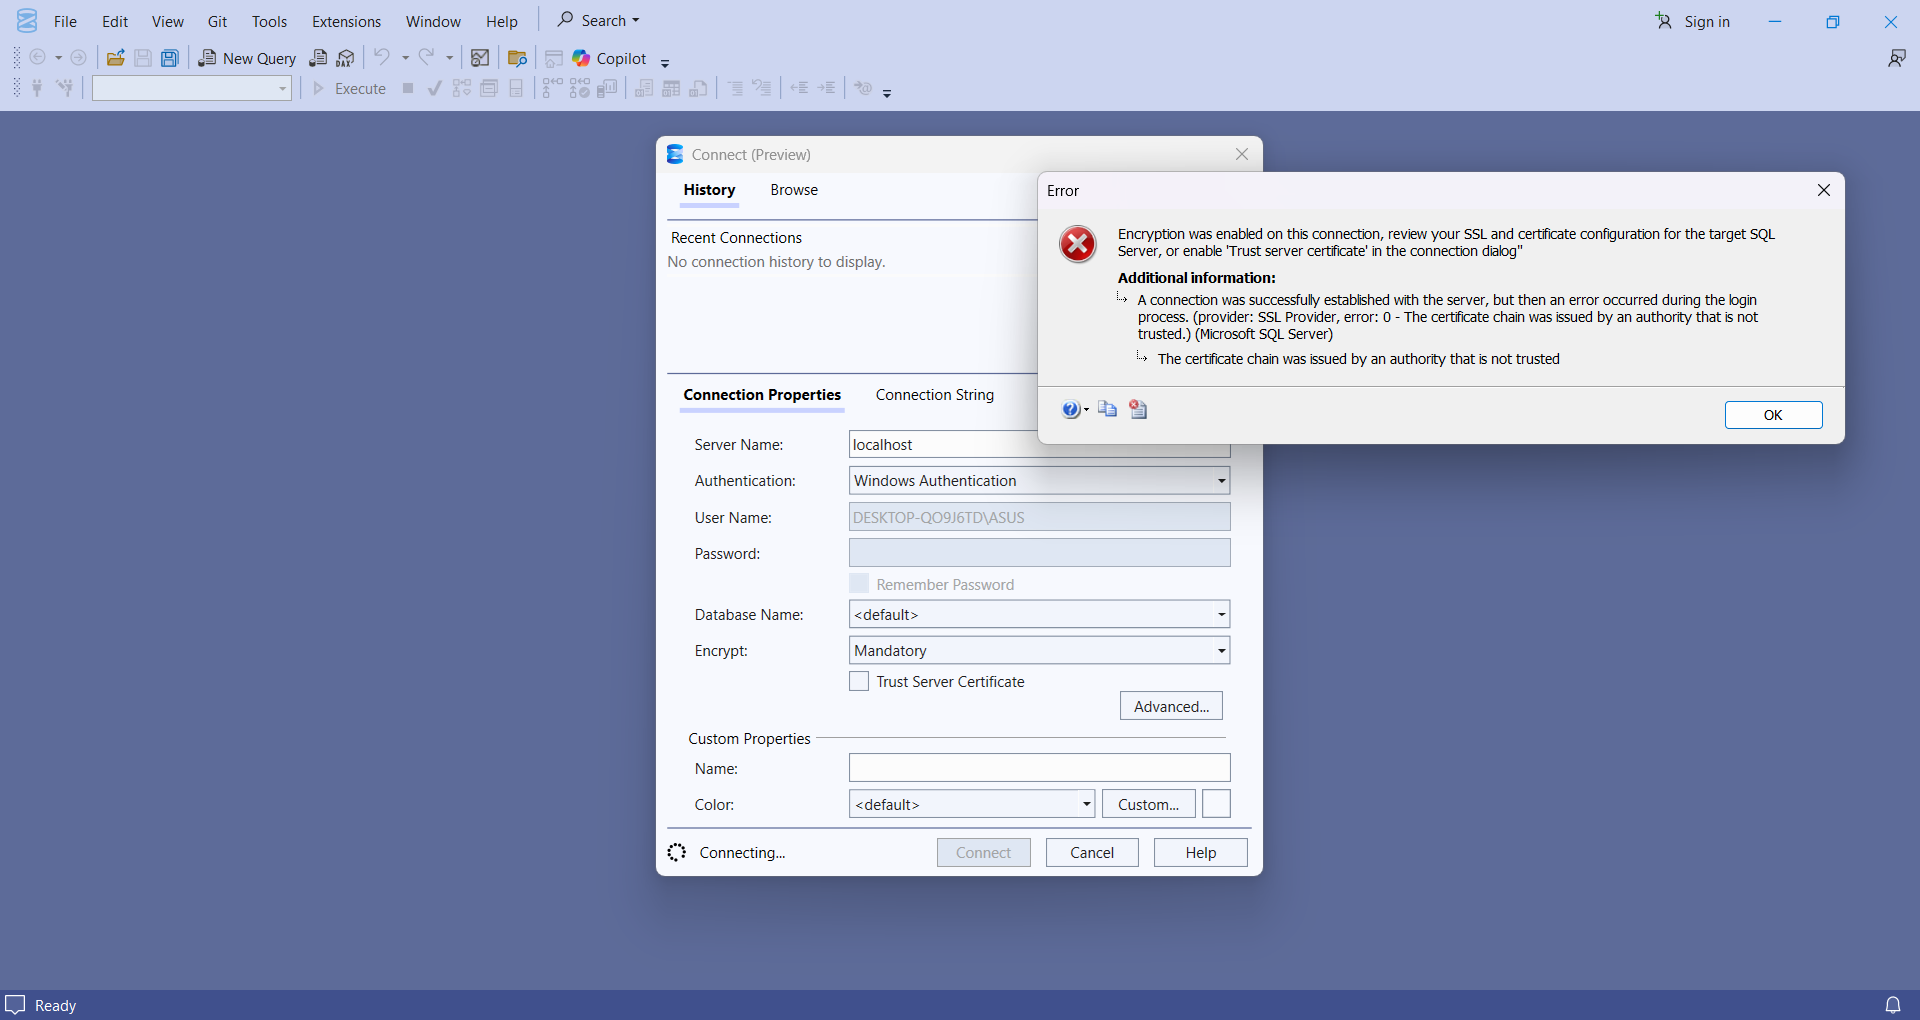 File Edit View Git Tools Extensions Window Help Search Sign in
New Query DAX Copilot
Execute
Connect (Preview)
History Browse
Recent Connections
No connection history to display.
Error
Encryption was enabled on this connection, review your SSL and certificate configuration for the target SQL
Server, or enable 'Trust server certificate' in the connection dialog"
Additional information:
A connection was successfully established with the server, but then an error occurred during the login
process. (provider: SSL Provider, error: 0 - The certificate chain was issued by an authority that is not
trusted.) (Microsoft SQL Server)
The certificate chain was issued by an authority that is not trusted
OK
Connection Properties Connection String
Server Name: localhost
Authentication: Windows Authentication
User Name: DESKTOP-QO9J6TD\ASUS
Password:
Remember Password
Database Name: <default>
Encrypt: Mandatory
Trust Server Certificate
Advanced...
Custom Properties
Name:
Color: <default> Custom...
Connecting... Connect Cancel Help
Ready